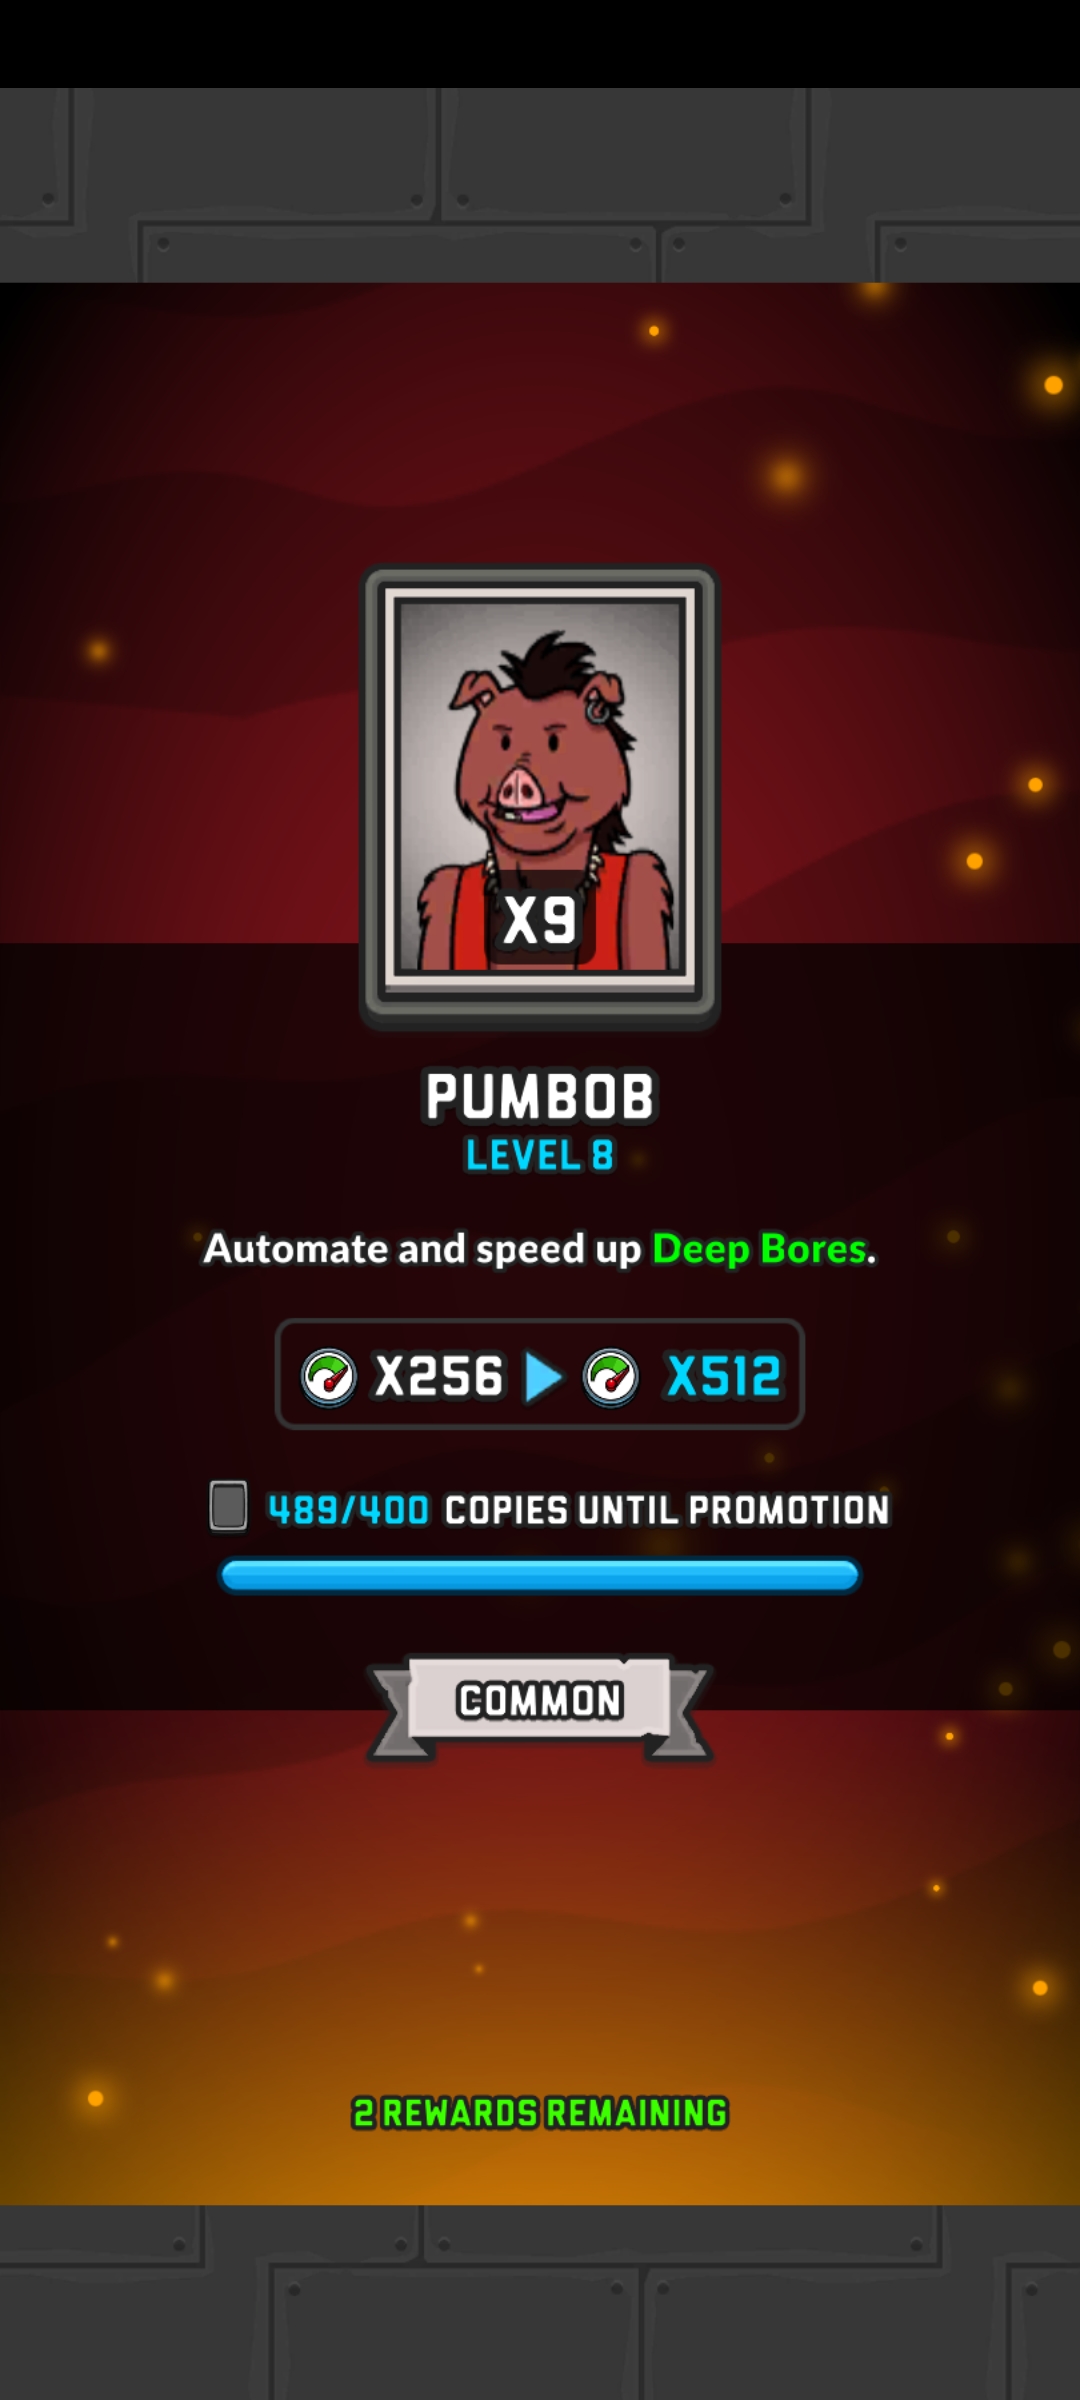 X9
PUMBOB
LEVEL 8
Automate and speed up Deep Bores.
X256 X512
489/400 COPIES UNTIL PROMOTION
COMMON
2 REWARDS REMAINING